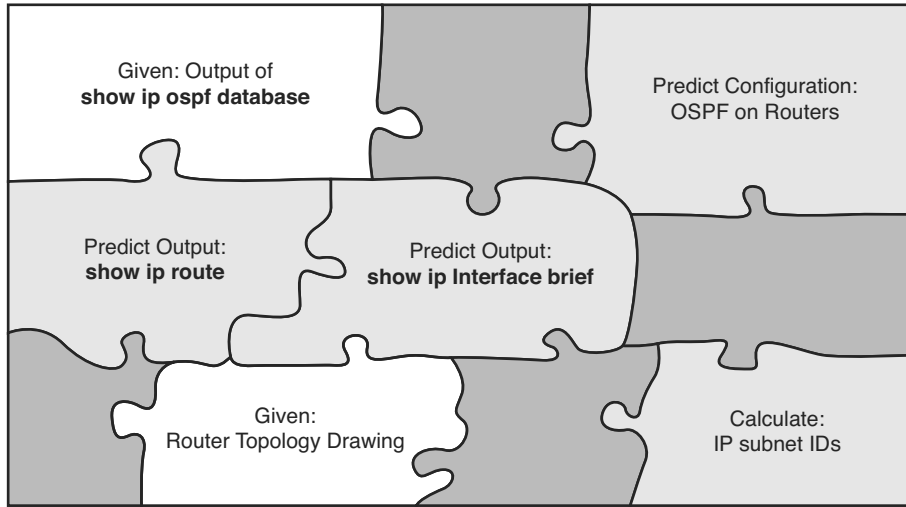 Given: Output of
show ip ospf database
Predict Configuration:
OSPF on Routers
Predict Output:
show ip route
Predict Output:
show ip Interface brief
Given:
Router Topology Drawing
Calculate:
IP subnet IDs